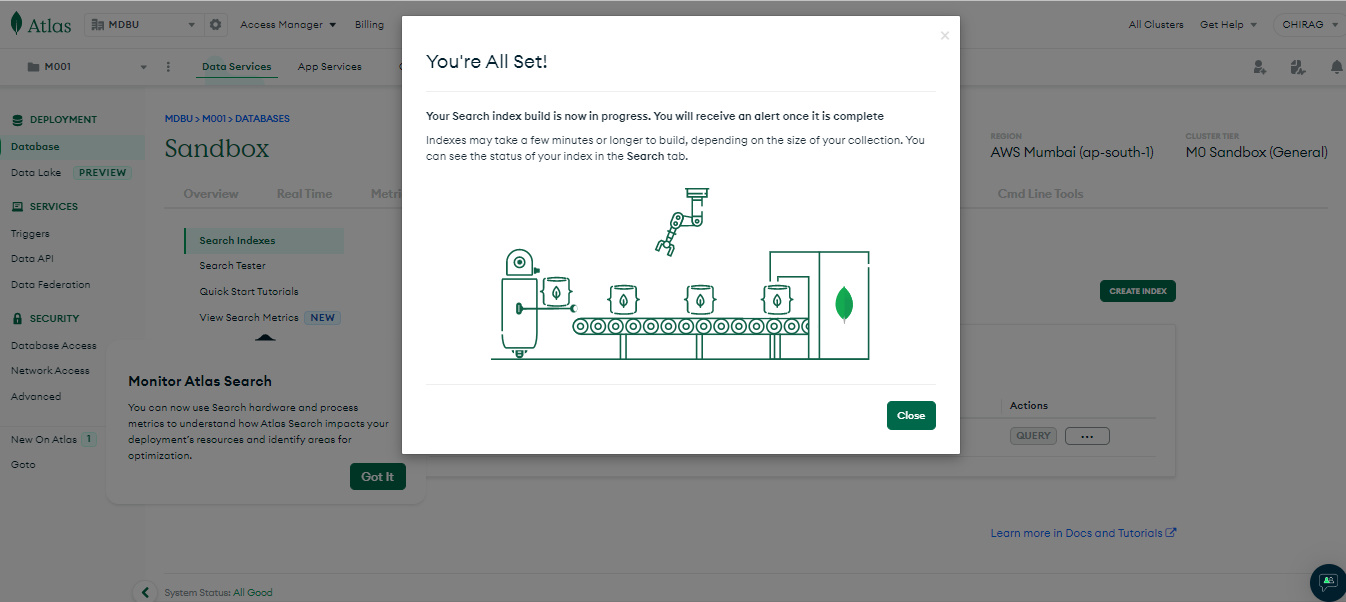 Atlas
MDBU
Access Manager
Billing
All Clusters
Get Help
CHIRAG
M001
Data Services
App Services
DEPLOYMENT
Database
Data Lake PREVIEW
SERVICES
Triggers
Data API
Data Federation
SECURITY
Database Access
Network Access
Advanced
New On Atlas 1
Goto
MDBU > M001 > DATABASES
Sandbox
REGION
AWS Mumbai (ap-south-1)
CLUSTER TIER
M0 Sandbox (General)
Overview
Real Time
Metri
Cmd Line Tools
Search Indexes
Search Tester
Quick Start Tutorials
View Search Metrics NEW
Monitor Atlas Search
You can now use Search hardware and process
metrics to understand how Atlas Search impacts your
deployment's resources and identify areas for
optimization.
Got It
You're All Set!
Your Search index build is now in progress. You will receive an alert once it is complete
Indexes may take a few minutes or longer to build, depending on the size of your collection. You
can see the status of your index in the Search tab.
Close
CREATE INDEX
Actions
QUERY
...
Learn more in Docs and Tutorials
System Status: All Good